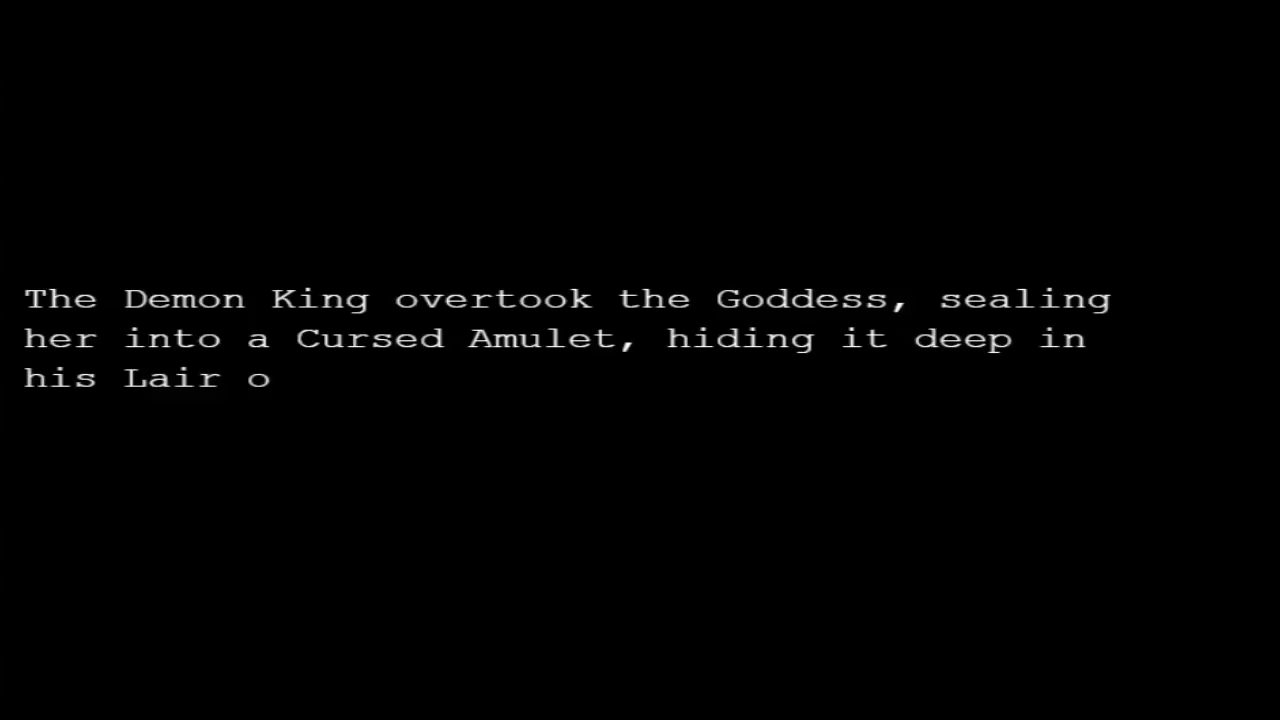 The Demon King overtook the Goddess, sealing
her into a Cursed Amulet, hiding it deep in
his Lair o